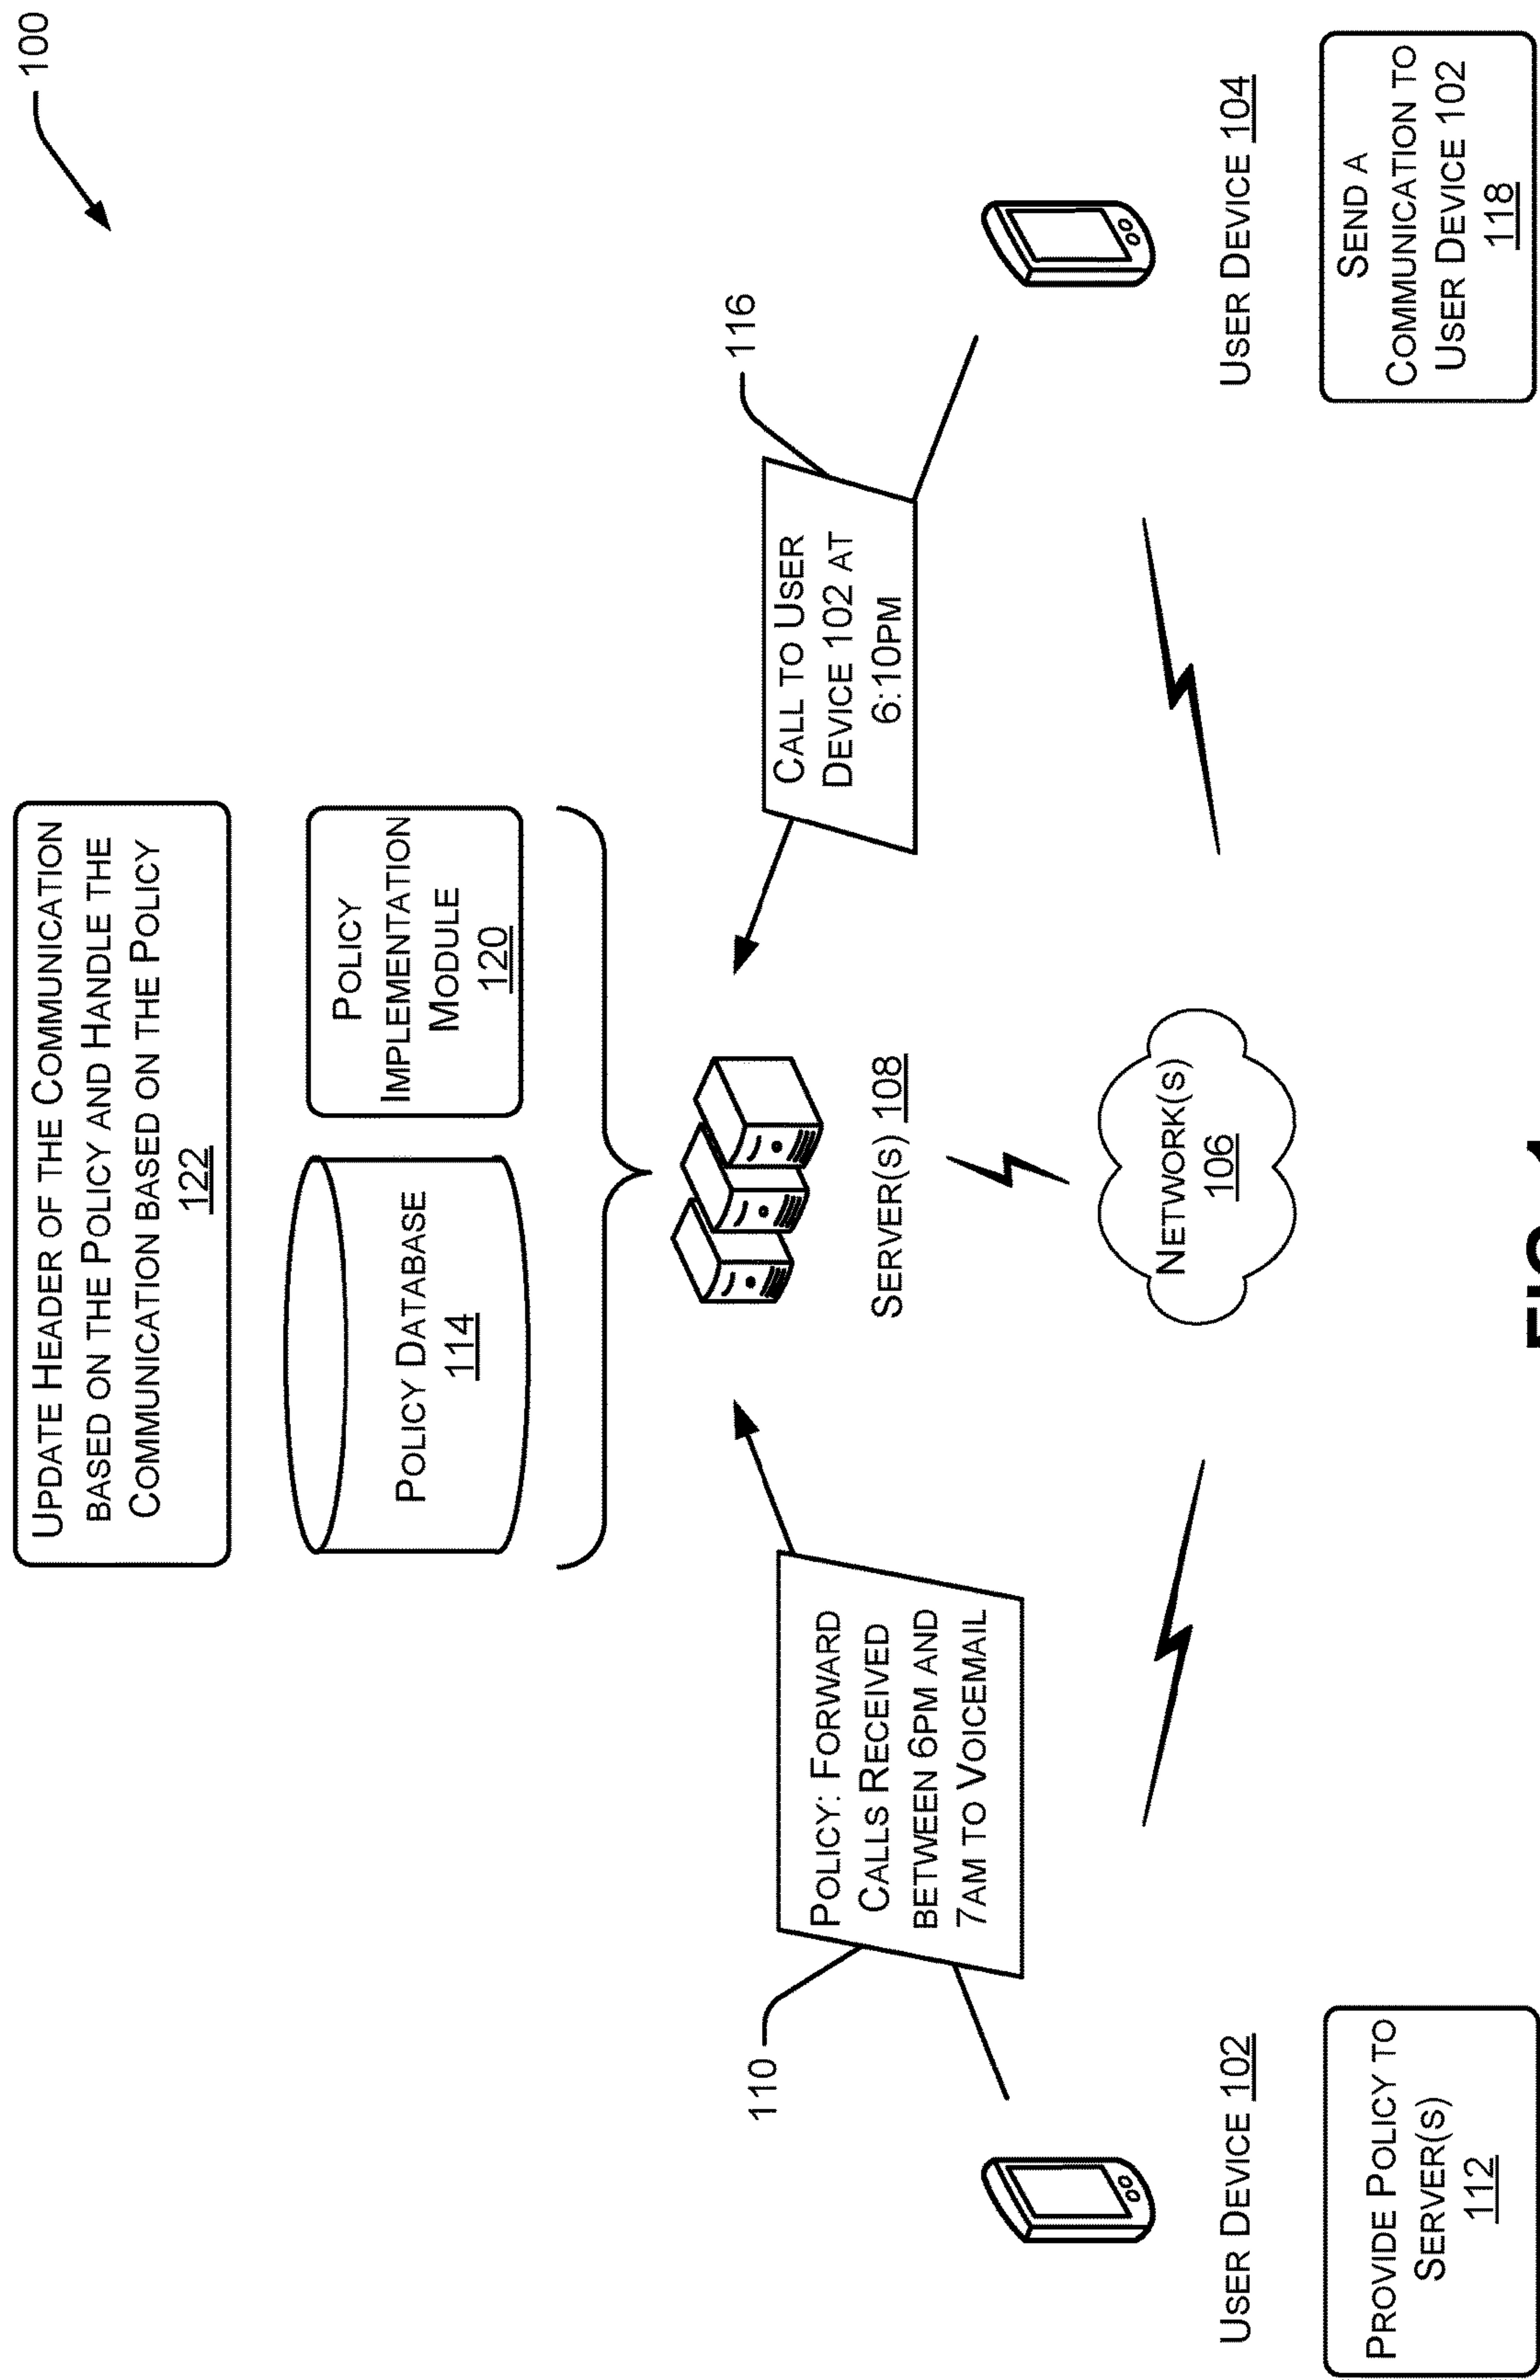 100
UPDATE HEADER OF THE COMMUNICATION
BASED ON THE POLICY AND HANDLE THE
COMMUNICATION BASED ON THE POLICY
122
POLICY DATABASE
114
POLICY
IMPLEMENTATION
MODULE
120
110
POLICY: FORWARD
CALLS RECEIVED
BETWEEN 6PM AND
7AM TO VOICEMAIL
SERVER(S) 108
116
CALL TO USER
DEVICE 102 AT
6:10PM
USER DEVICE 102
NETWORK(S)
106
USER DEVICE 104
PROVIDE POLICY TO
SERVER(S)
112
SEND A
COMMUNICATION TO
USER DEVICE 102
118